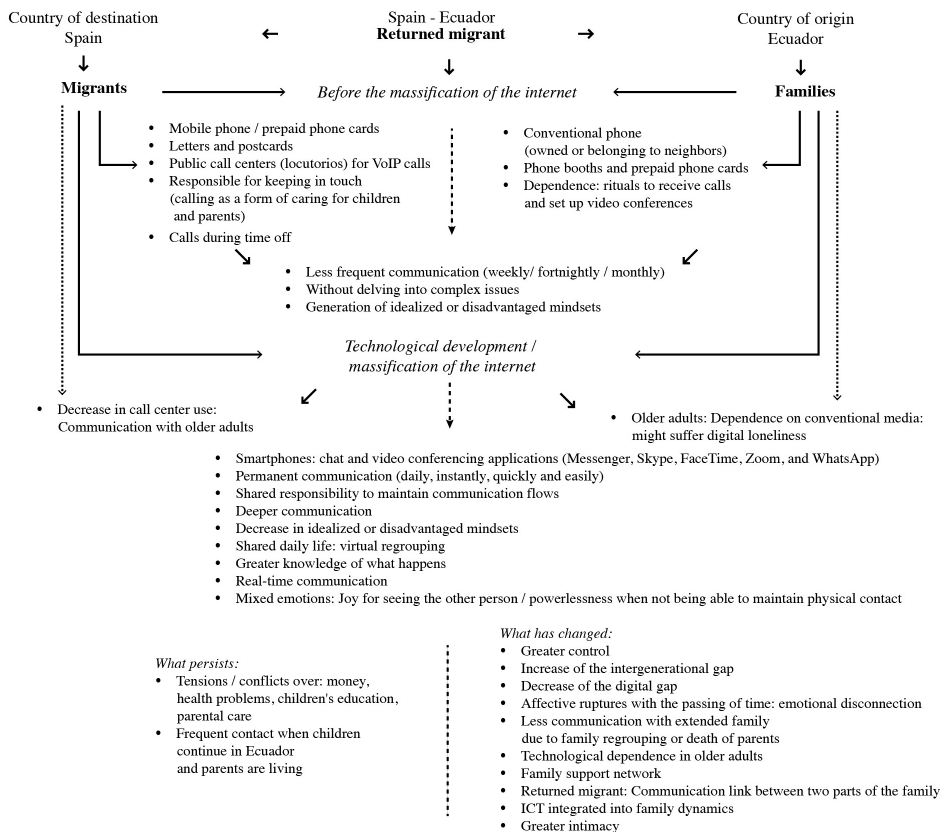 Country of destination
Spain
Spain - Ecuador
Returned migrant
Country of origin
Ecuador
Migrants
Before the massification of the internet
Families
• Mobile phone / prepaid phone cards
• Letters and postcards
• Public call centers (locutorios) for VoIP calls
• Responsible for keeping in touch
(calling as a form of caring for children
and parents)
• Calls during time off
• Conventional phone
(owned or belonging to neighbors)
• Phone booths and prepaid phone cards
• Dependence: rituals to receive calls
and set up video conferences
• Less frequent communication (weekly/ fortnightly / monthly)
• Without delving into complex issues
• Generation of idealized or disadvantaged mindsets
Technological development /
massification of the internet
• Decrease in call center use:
Communication with older adults
• Older adults: Dependence on conventional media:
might suffer digital loneliness
• Smartphones: chat and video conferencing applications (Messenger, Skype, FaceTime, Zoom, and WhatsApp)
• Permanent communication (daily, instantly, quickly and easily)
• Shared responsibility to maintain communication flows
• Deeper communication
• Decrease in idealized or disadvantaged mindsets
• Shared daily life: virtual regrouping
• Greater knowledge of what happens
• Real-time communication
• Mixed emotions: Joy for seeing the other person / powerlessness when not being able to maintain physical contact
What persists:
• Tensions / conflicts over: money,
health problems, children's education,
parental care
• Frequent contact when children
continue in Ecuador
and parents are living
What has changed:
• Greater control
• Increase of the intergenerational gap
• Decrease of the digital gap
• Affective ruptures with the passing of time: emotional disconnection
• Less communication with extended family
due to family regrouping or death of parents
• Technological dependence in older adults
• Family support network
• Returned migrant: Communication link between two parts of the family
• ICT integrated into family dynamics
• Greater intimacy